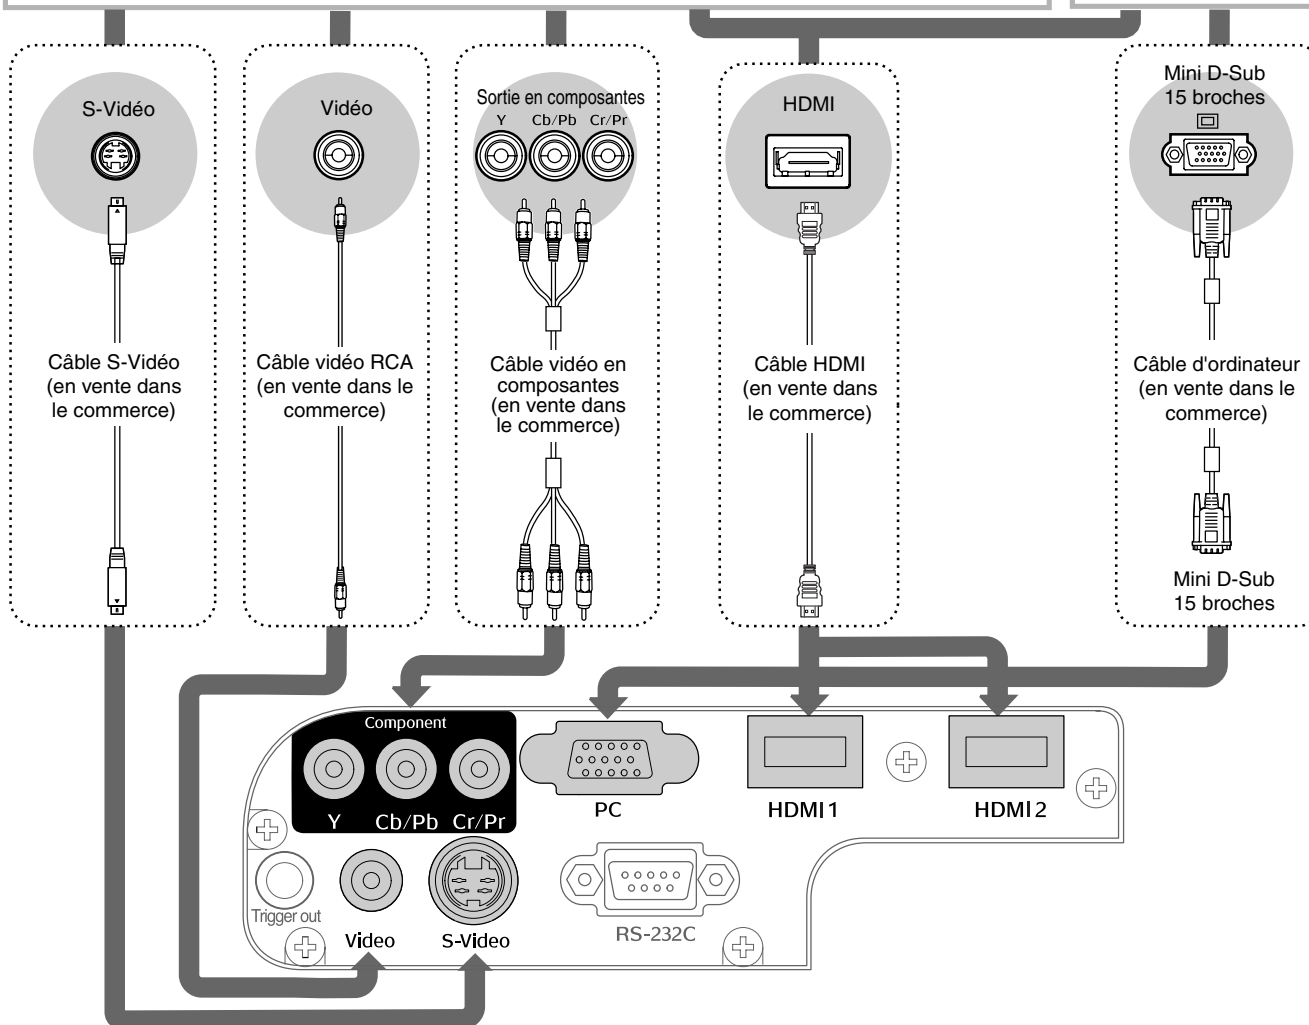 S-Vidéo
Vidéo
Sortie en composantes
Y Cb/Pb Cr/Pr
HDMI
Mini D-Sub
15 broches
Câble S-Vidéo
(en vente dans
le commerce)
Câble vidéo RCA
(en vente dans le
commerce)
Câble vidéo en
composantes
(en vente dans
le commerce)
Câble HDMI
(en vente dans
le commerce)
Câble d'ordinateur
(en vente dans le
commerce)
Mini D-Sub
15 broches
Component
Y Cb/Pb Cr/Pr
PC
HDMI1
HDMI2
Trigger out
Video
S-Video
RS-232C